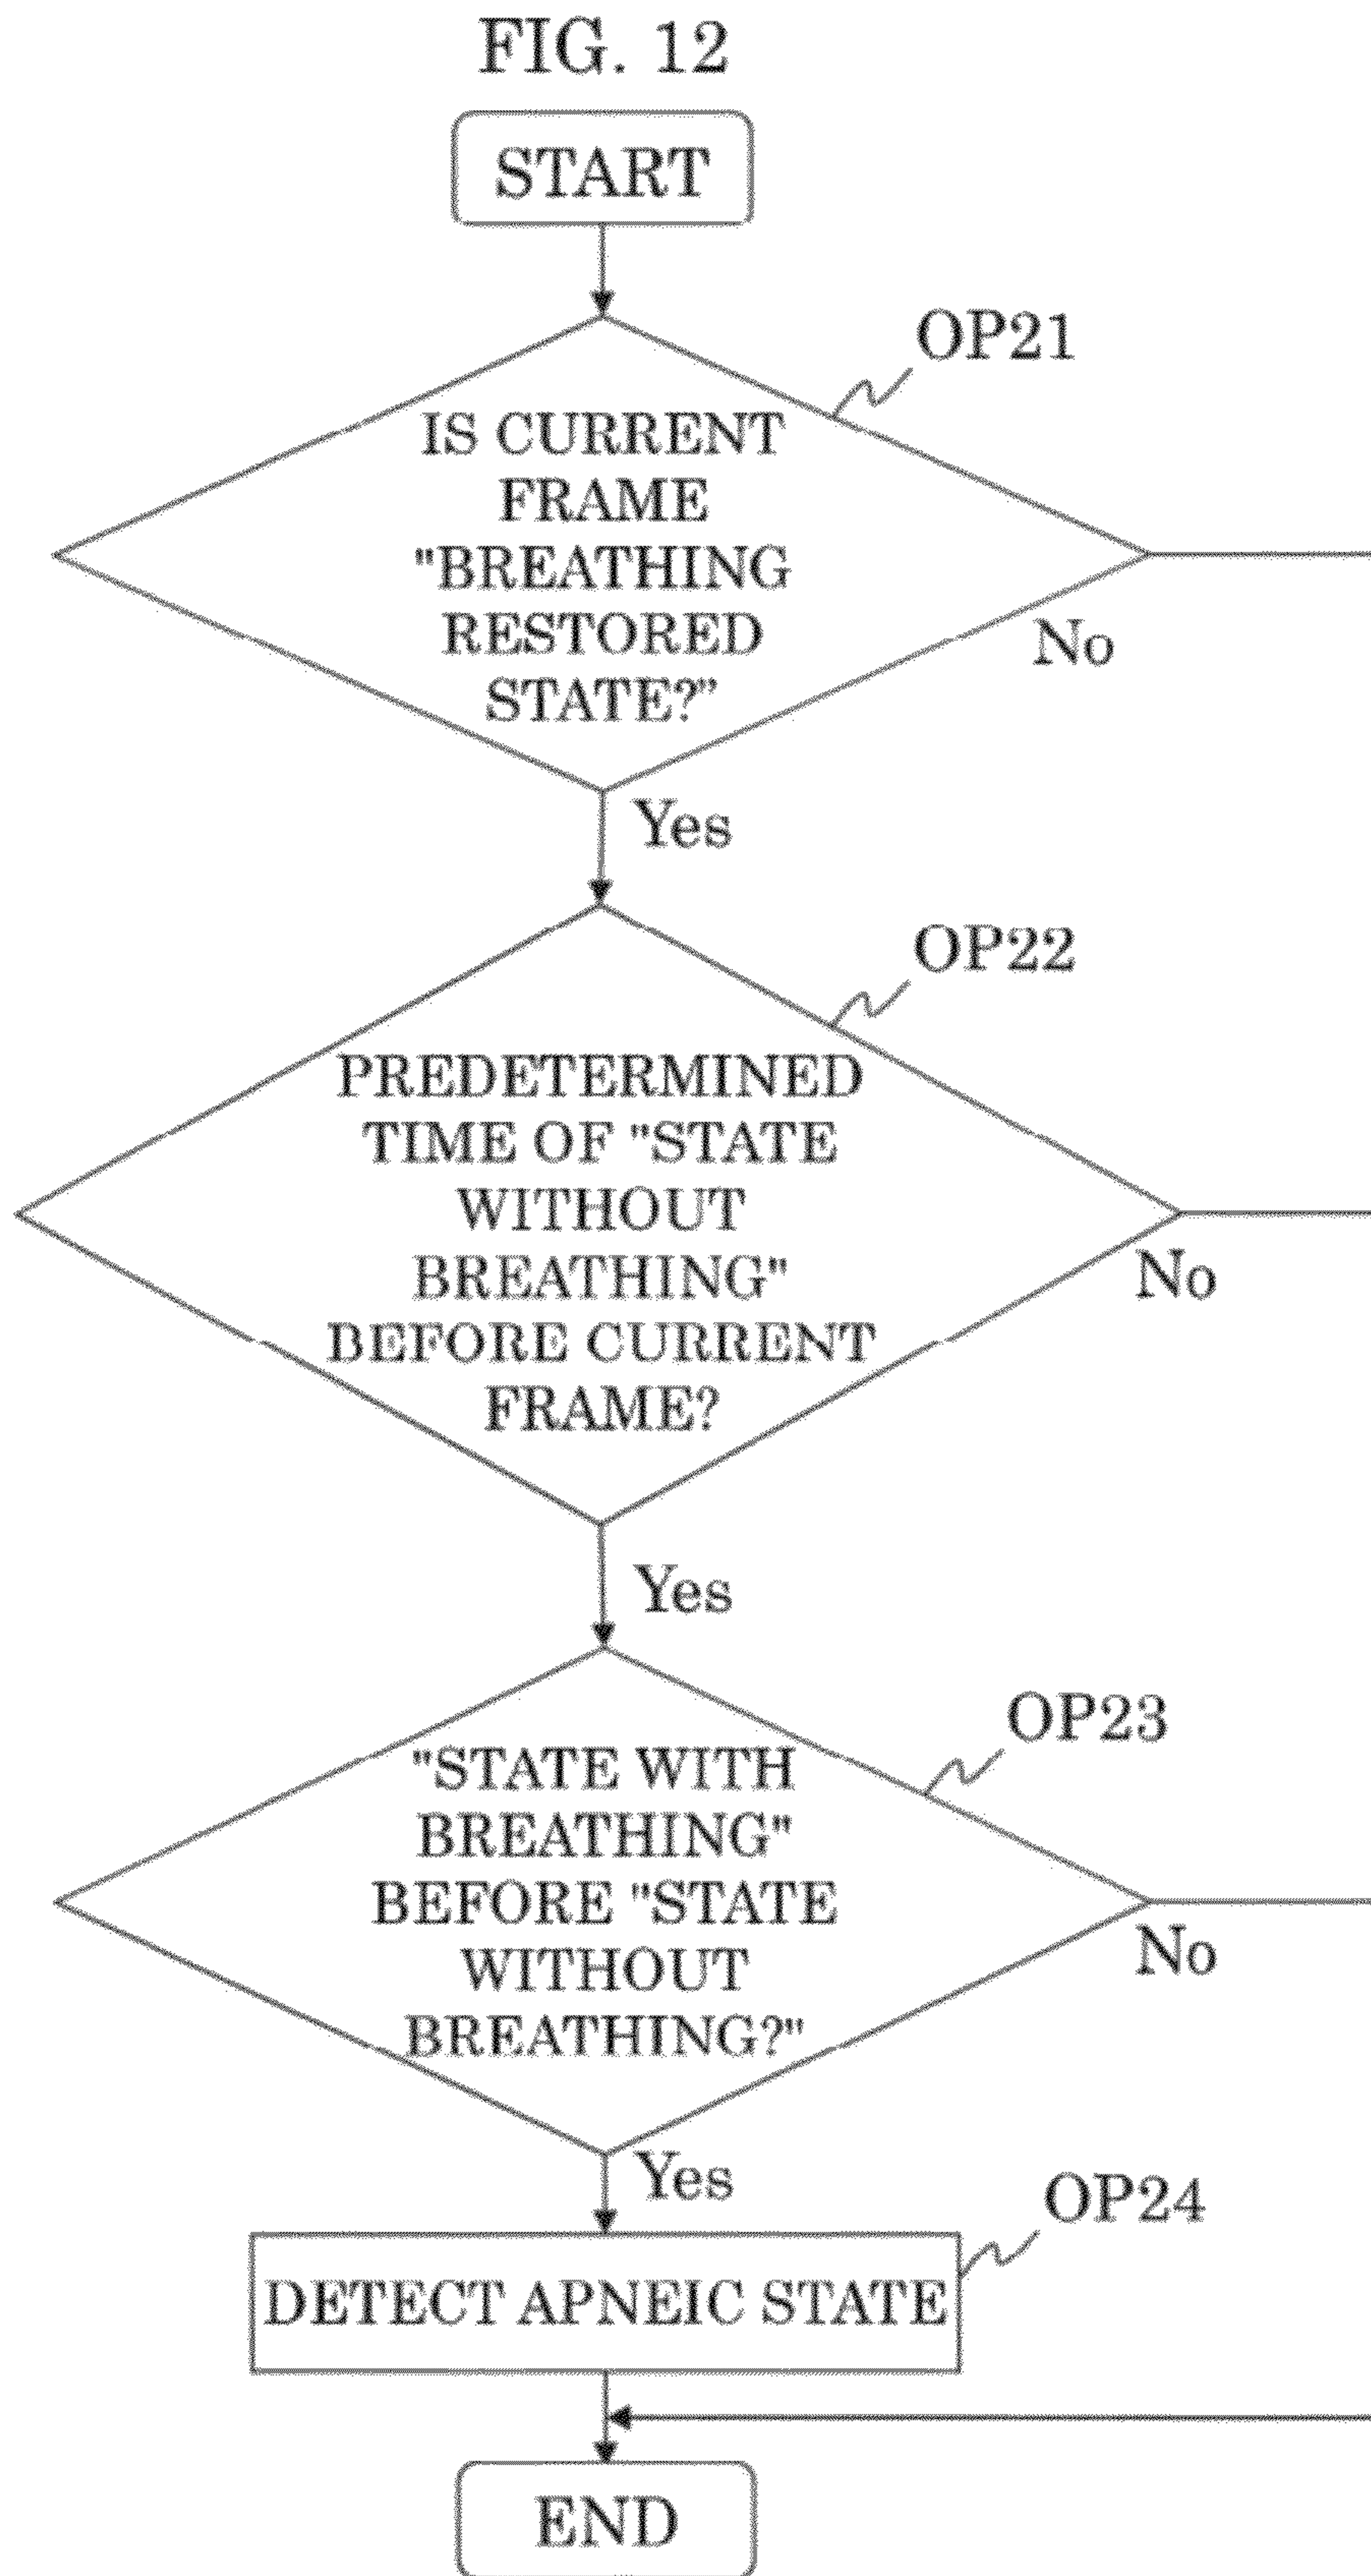 FIG. 12
START
OP21
IS CURRENT
FRAME
"BREATHING
RESTORED
STATE?"
No
Yes
OP22
PREDETERMINED
TIME OF "STATE
WITHOUT
BREATHING"
BEFORE CURRENT
FRAME?
No
Yes
OP23
"STATE WITH
BREATHING"
BEFORE "STATE
WITHOUT
BREATHING?"
No
Yes
OP24
DETECT APNEIC STATE
END